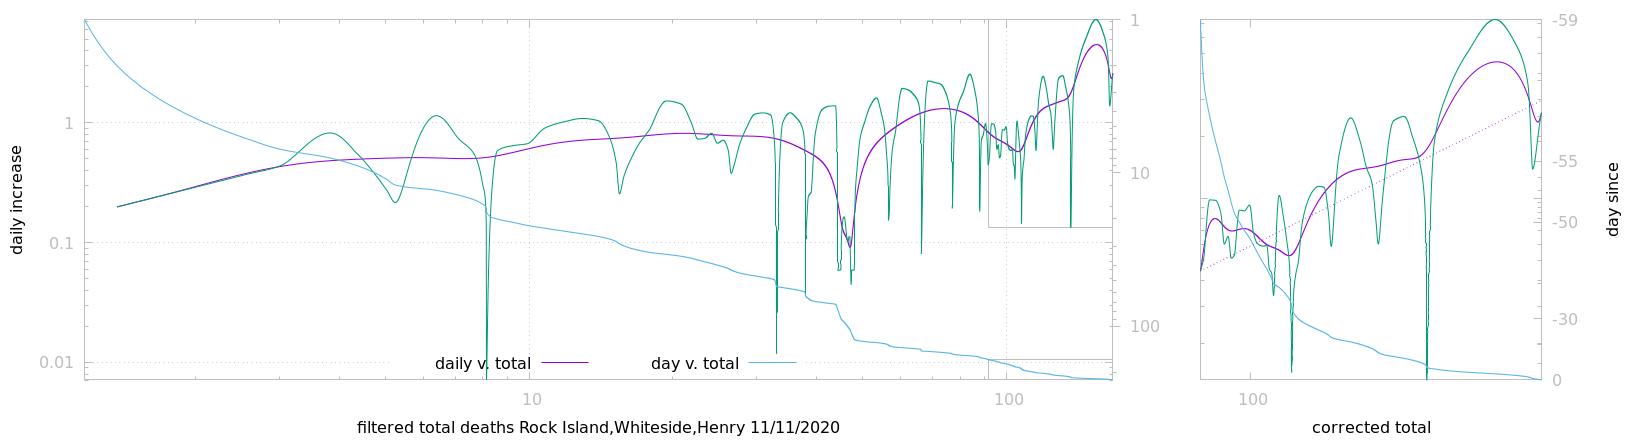 1
-59
1
10
-55
daily increase
-50
day since
0.1
100
-30
0.01
daily v. total
day v. total
0
10
100
100
filtered total deaths Rock Island,Whiteside,Henry 11/11/2020
corrected total